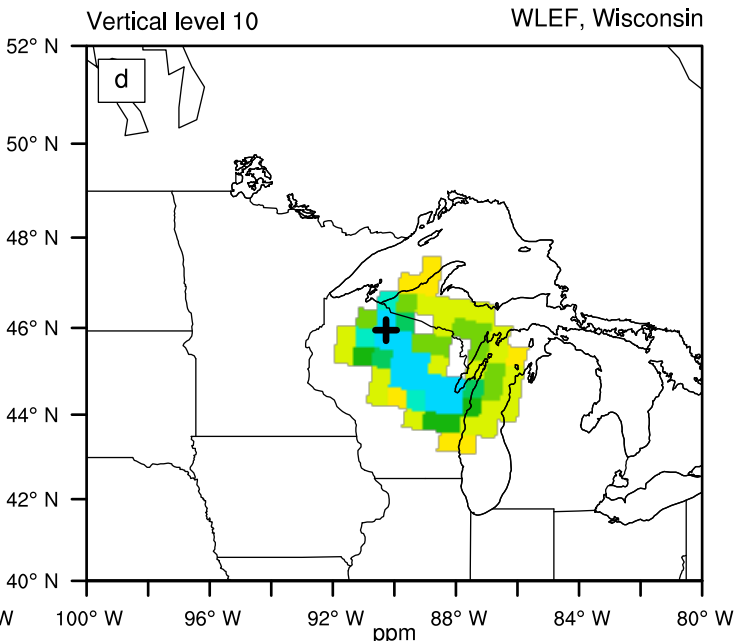 Vertical level 10
WLEF, Wisconsin
d
52° N
50° N
48° N
46° N
44° N
42° N
40° N
W
100° W
96° W
92° W
88° W
84° W
80° W
ppm